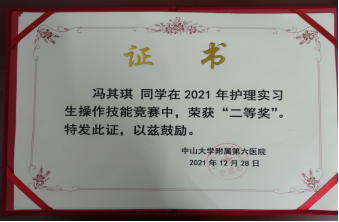 证书
冯其琪 同学在 2021 年护理实习
生操作技能竞赛中，荣获“二等奖”。
特发此证，以兹鼓励。
中山大学附属第六医院
2021 年 12 月 28 日